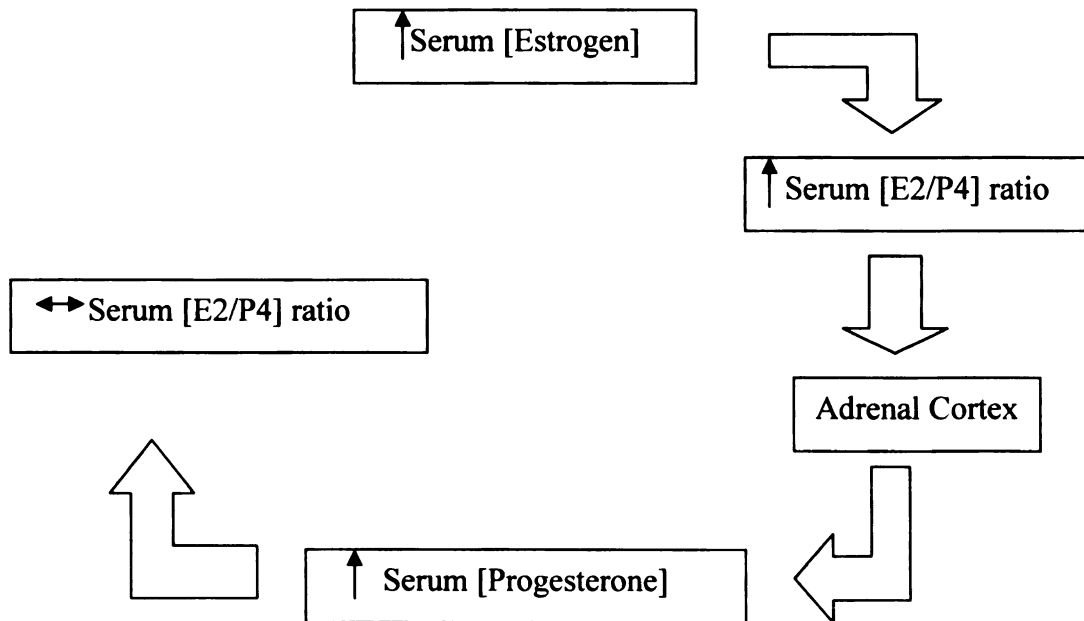 Serum [Estrogen]
Serum [E2/P4] ratio
Serum [E2/P4] ratio
Adrenal Cortex
Serum [Progesterone]